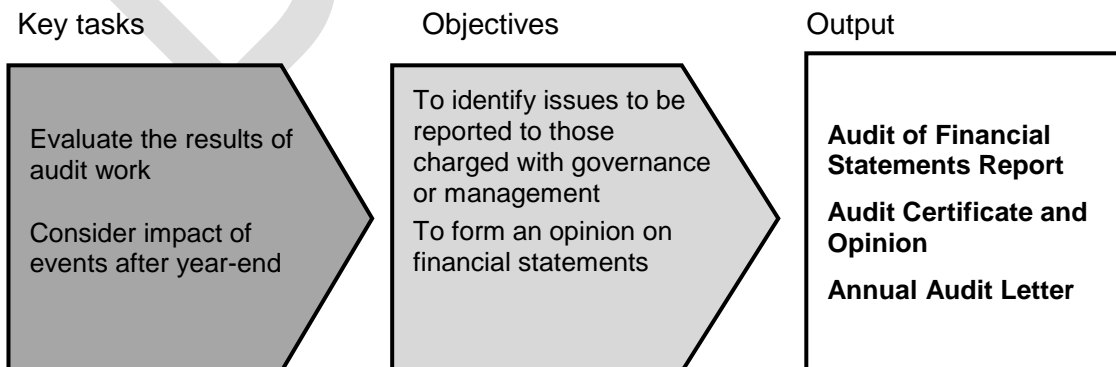 Key tasks
Objectives
Output
Evaluate the results of
audit work
Consider impact of
events after year-end
To identify issues to be
reported to those
charged with governance
or management
To form an opinion on
financial statements
Audit of Financial
Statements Report
Audit Certificate and
Opinion
Annual Audit Letter